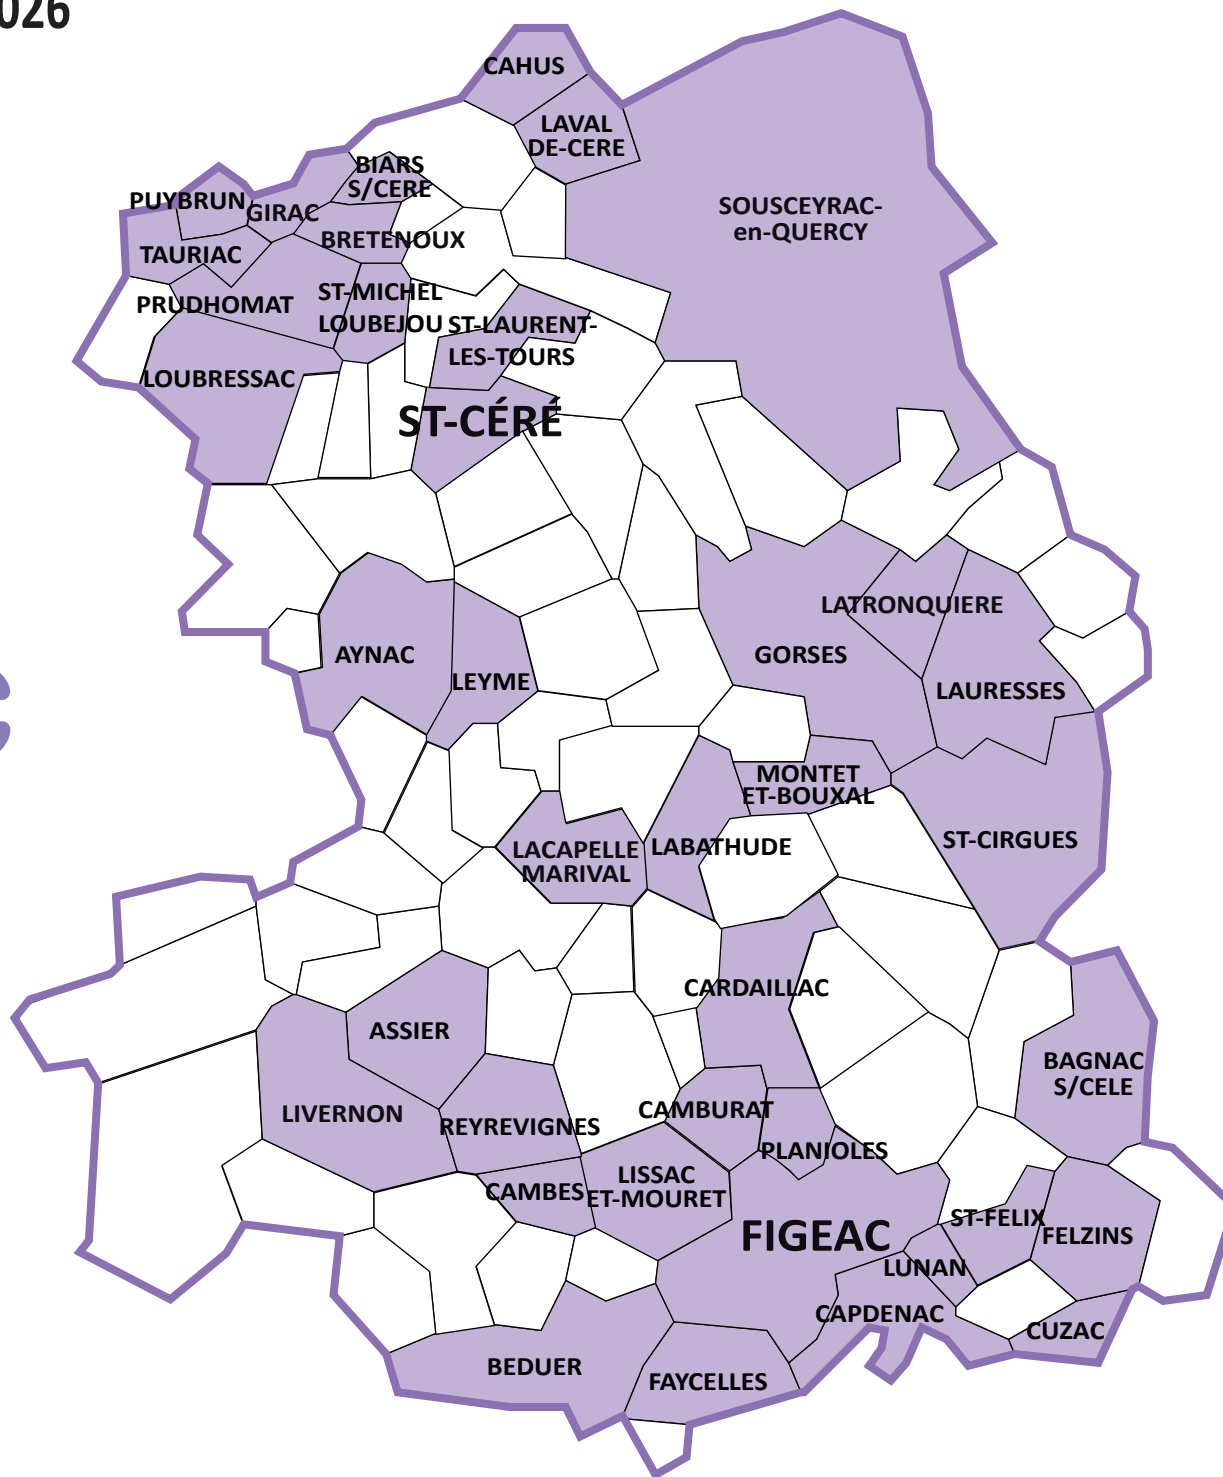 026
CAHUS
LAVAL
DE-CERE
BIARS
S/CERE
PUYBRUN
GIRAC
SOUSCEYRAC-
en-QUERCY
BRETENOUX
TAURIAC
ST-MICHEL
LOUBEJOU
PRUDHOMAT
ST-LAURENT-
LES-TOURS
LOUBRESSAC
ST-CÉRÉ
LATRONQUIERE
AYNAC
GORSES
LEYME
LAURESSES
MONTET
ET-BOUXAL
ST-CIRGUES
LACAPELLE
MARIVAL
LABATHUDE
CARDAILLAC
ASSIER
BAGNAC
S/CELE
LIVERNON
CAMBURAT
REYREVIGNES
PLANIOLES
LISSAC
ET-MOURET
CAMBES
ST-FELIX
FIGEAC
FELZINS
LUNAN
CAPDENAC
CUZAC
BEDUER
FAYCELLES